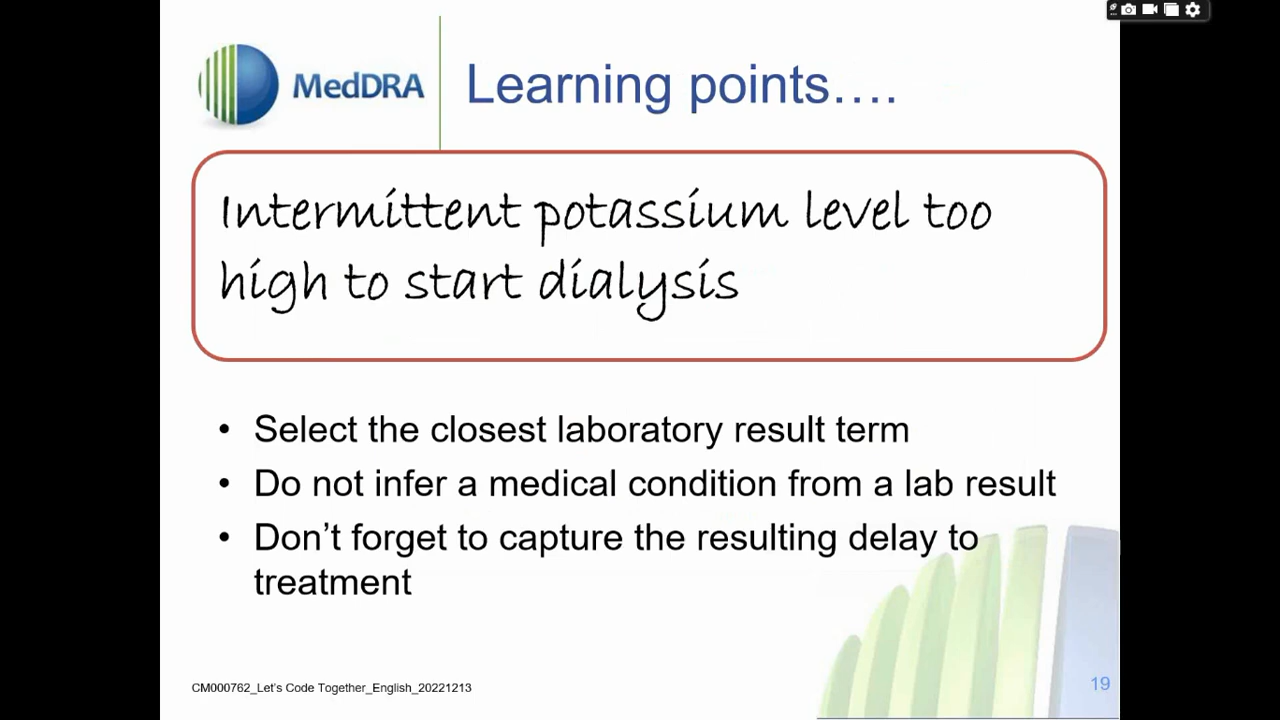 MedDRA
Learning points….
Intermittent potassium level too
high to start dialysis
• Select the closest laboratory result term
• Do not infer a medical condition from a lab result
• Don’t forget to capture the resulting delay to
treatment
CM000762_Let’s Code Together_English_20221213
19